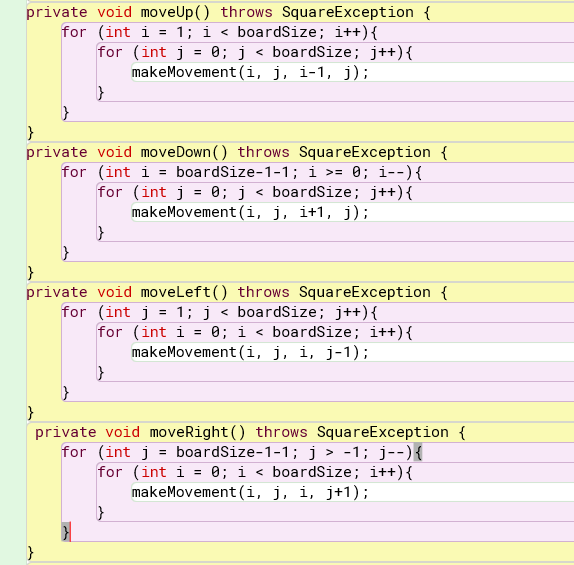 private void moveUp() throws SquareException {
for (int i = 1; i < boardSize; i++){
for (int j = 0; j < boardSize; j++){
makeMovement(i, j, i-1, j);
}
}
}
private void moveDown() throws SquareException {
for (int i = boardSize-1-1; i >= 0; i--){
for (int j = 0; j < boardSize; j++){
makeMovement(i, j, i+1, j);
}
}
}
private void moveLeft() throws SquareException {
for (int j = 1; j < boardSize; j++){
for (int i = 0; i < boardSize; i++){
makeMovement(i, j, i, j-1);
}
}
}
private void moveRight() throws SquareException {
for (int j = boardSize-1-1; j > -1; j--){
for (int i = 0; i < boardSize; i++){
makeMovement(i, j, i, j+1);
}
}
}